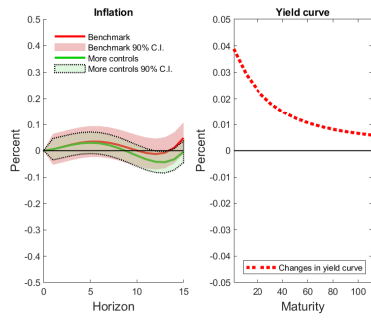 Inflation
0.5
0.4
0.3
0.2
0.1
0
-0.1
-0.2
-0.3
-0.4
-0.5
Percent
Benchmark
Benchmark 90% C.I.
More controls
More controls 90% C.I.
0
5
10
15
Horizon
Yield curve
0.05
0.04
0.03
0.02
0.01
0
-0.01
-0.02
-0.03
-0.04
-0.05
Percent
Changes in yield curve
20
40
60
80
100
Maturity